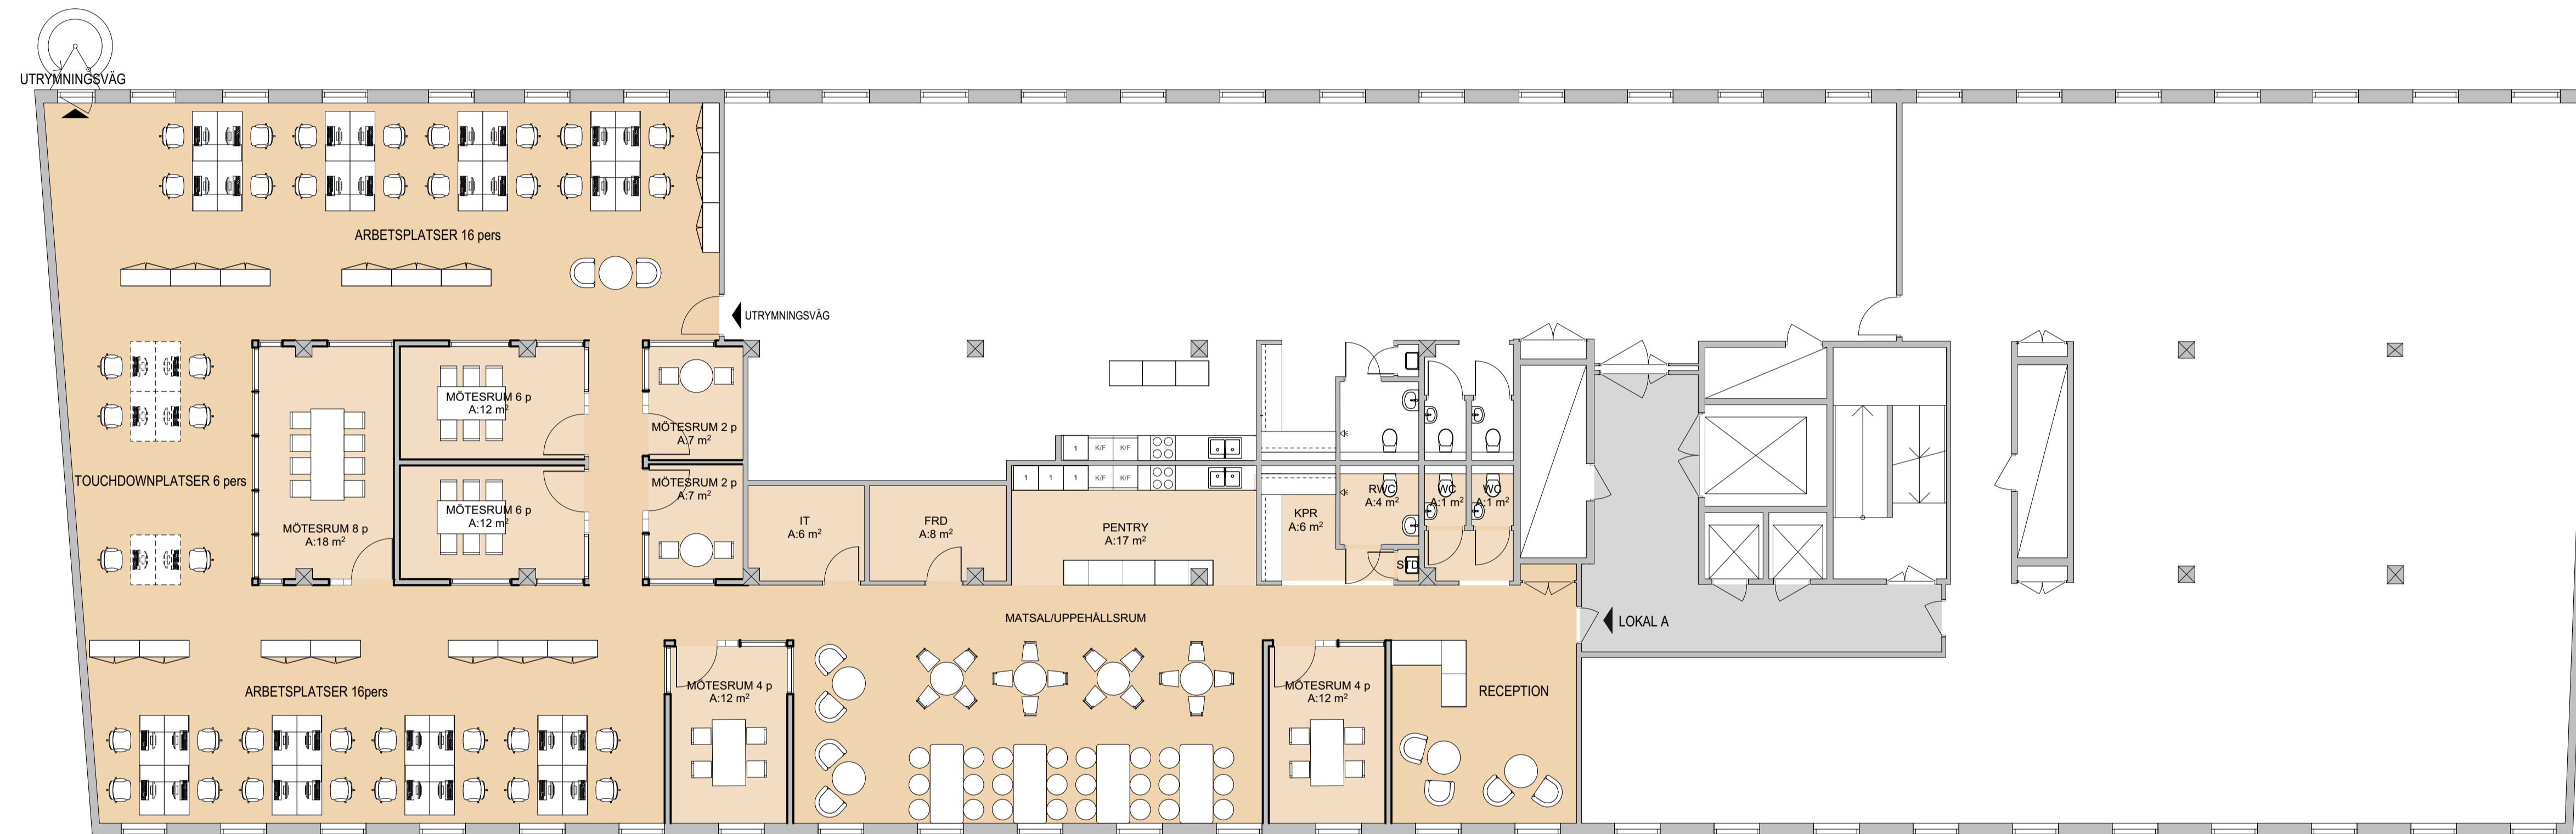 UTRYMNINGSVÄG
ARBETSPLATSER 16 pers
UTRYMNINGSVÄG
MÖTESRUM 6 p
A:12 m²
MÖTESRUM 2 p
A:7 m²
1 K/F K/F
TOUCHDOWNPLATSER 6 pers
MÖTESRUM 8 p
A:18 m²
MÖTESRUM 6 p
A:12 m²
MÖTESRUM 2 p
A:7 m²
IT
A:6 m²
FRD
A:8 m²
1 1 1 K/F K/F
PENTRY
A:17 m²
KPR
A:6 m²
RWC
A:4 m²
WC
A:1 m²
WC
A:1 m²
STD
MATSAL/UPPEHÅLLSRUM
LOKAL A
ARBETSPLATSER 16pers
MÖTESRUM 4 p
A:12 m²
MÖTESRUM 4 p
A:12 m²
RECEPTION